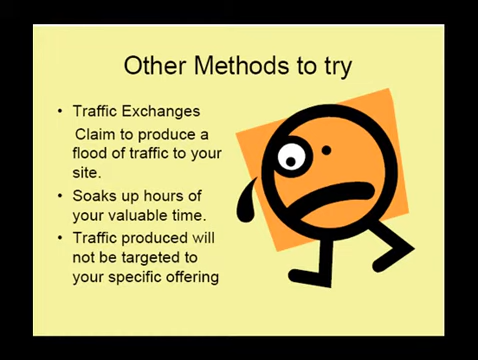 Other Methods to try
• Traffic Exchanges
Claim to produce a
flood of traffic to your
site.
• Soaks up hours of
your valuable time.
• Traffic produced will
not be targeted to
your specific offering